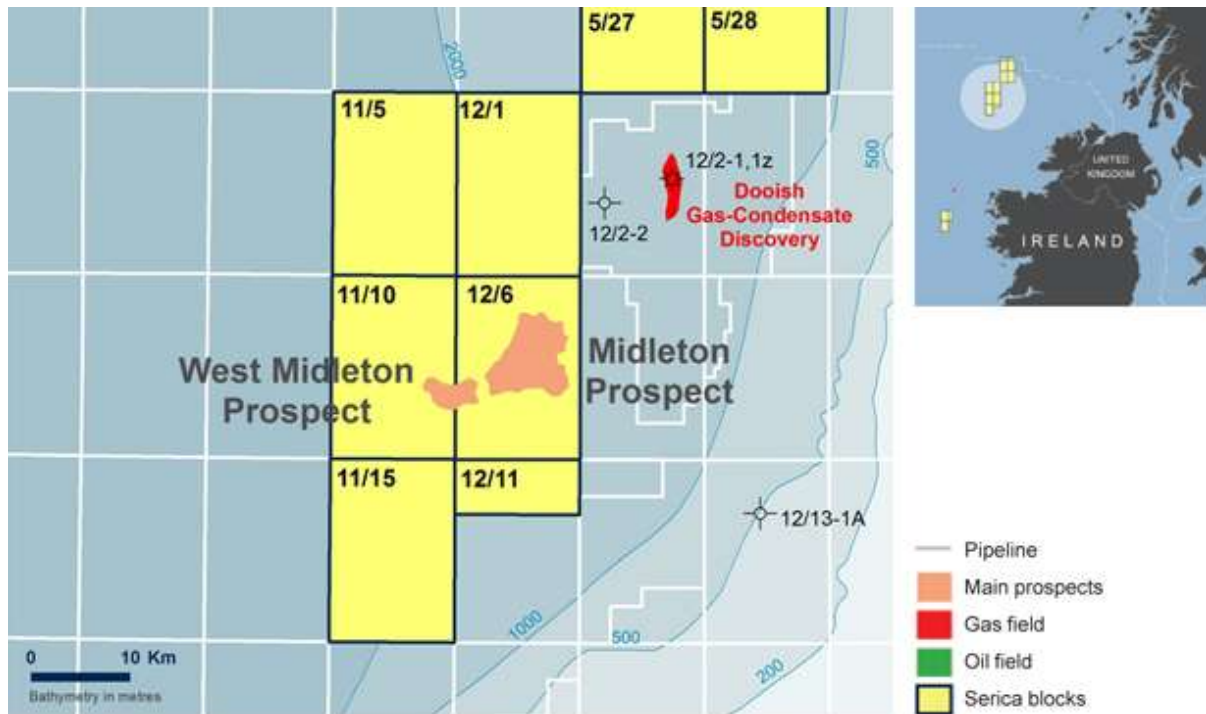 5/27
5/28
2000
11/5
12/1
500
12/2-1,1z
Dooish
Gas-Condensate
Discovery
12/2-2
11/10
12/6
West Midleton
Prospect
Midleton
Prospect
11/15
12/11
12/13-1A
1000
500
200
0 10 Km
Bathymetry in metres
UNITED
KINGDOM
IRELAND
Pipeline
Main prospects
Gas field
Oil field
Serica blocks